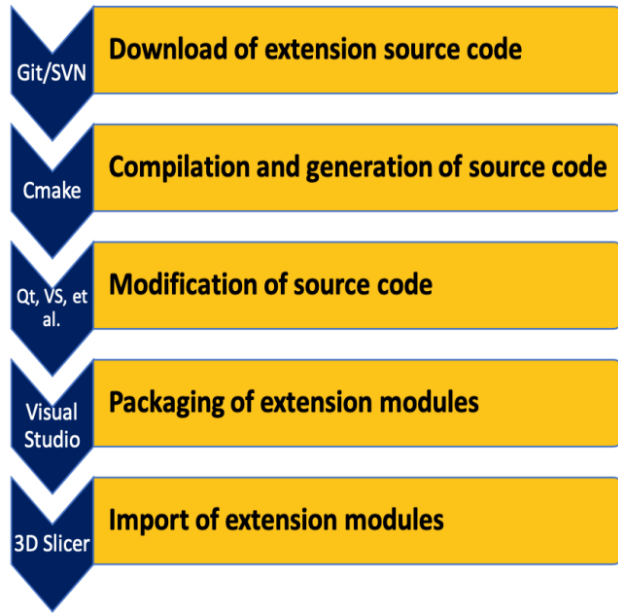 Git/SVN
Download of extension source code
Cmake
Compilation and generation of source code
Qt, VS, et
al.
Modification of source code
Visual
Studio
Packaging of extension modules
3D Slicer
Import of extension modules